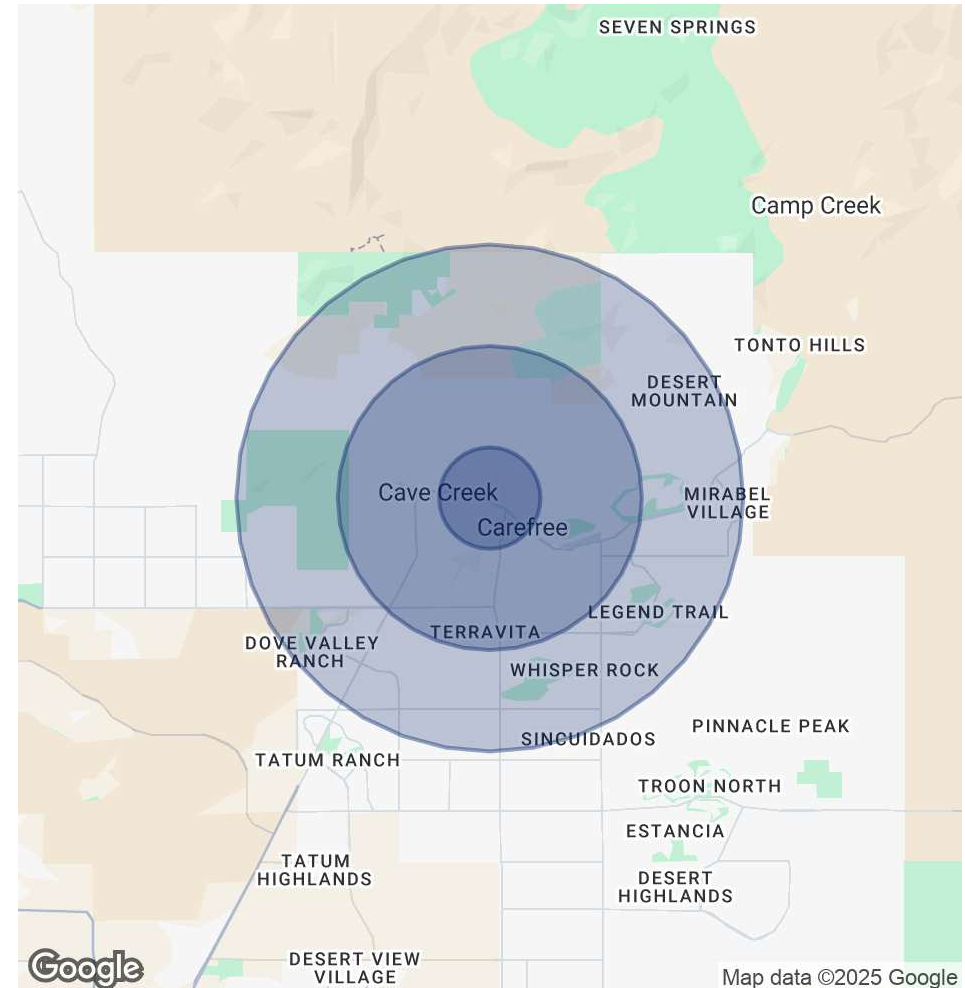 SEVEN SPRINGS
Camp Creek
TONTO HILLS
DESERT
MOUNTAIN
Cave Creek
MIRABEL
VILLAGE
Carefree
LEGEND TRAIL
TERRAVITA
DOVE VALLEY
RANCH
WHISPER ROCK
PINNACLE PEAK
SINCUIDADOS
TATUM RANCH
TROON NORTH
ESTANCIA
TATUM
HIGHLANDS
DESERT
HIGHLANDS
DESERT VIEW
VILLAGE
Google
Map data ©2025 Google